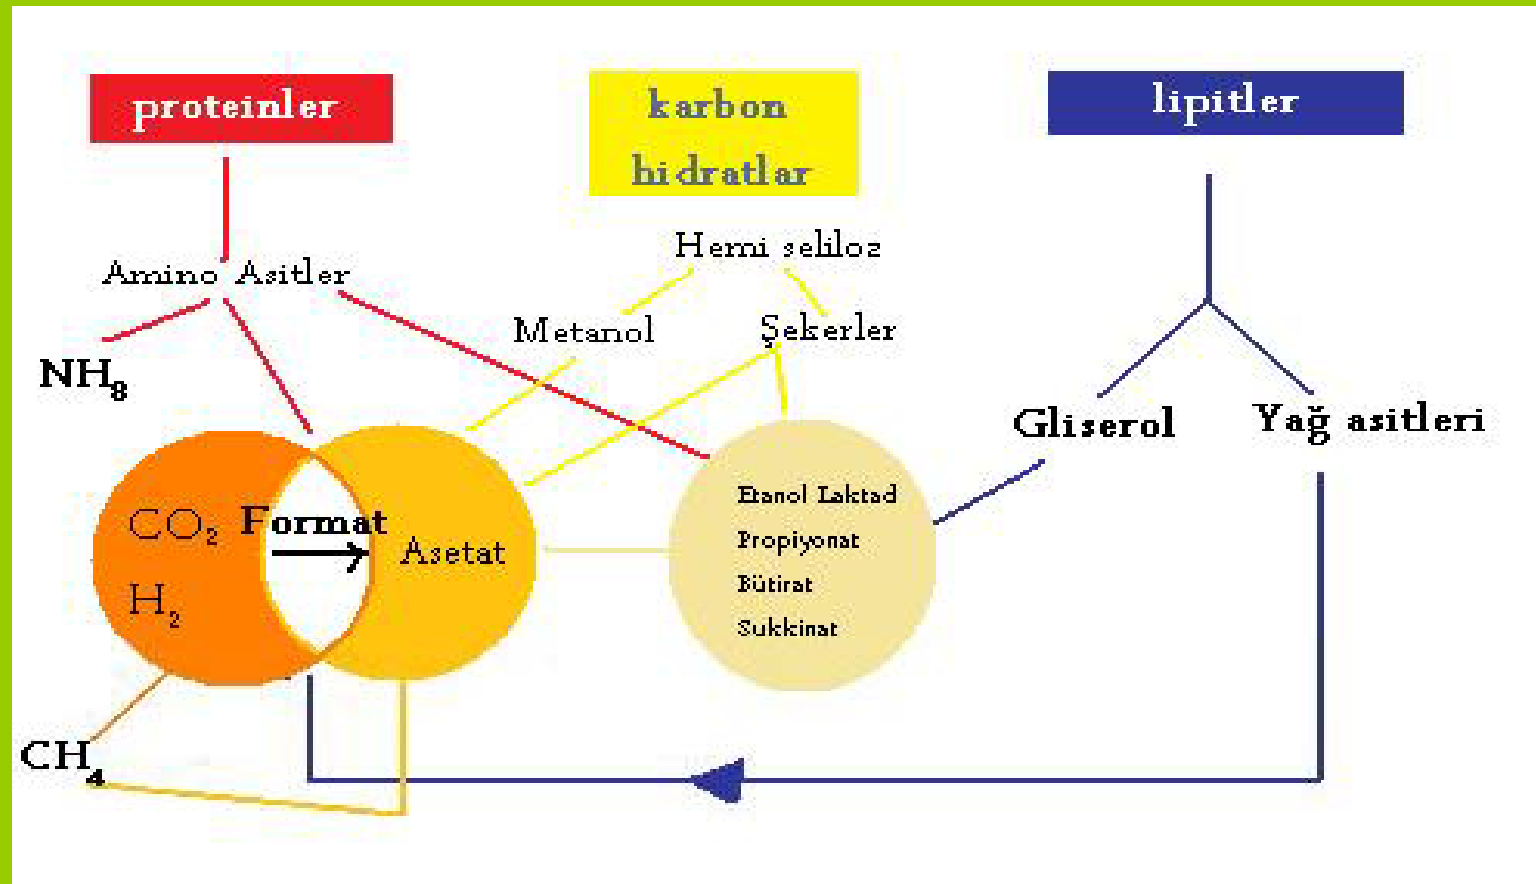 proteinler
karbon
hidratlar
lipitler
Hemi seliloz
Amino Asitler
Metanol
Şekerler
NH8
Gliserol
Yağ asitleri
CO2
Format
Asetat
H2
Etanol Laktad
Propiyonat
Bütirat
Sukkinat
CH4